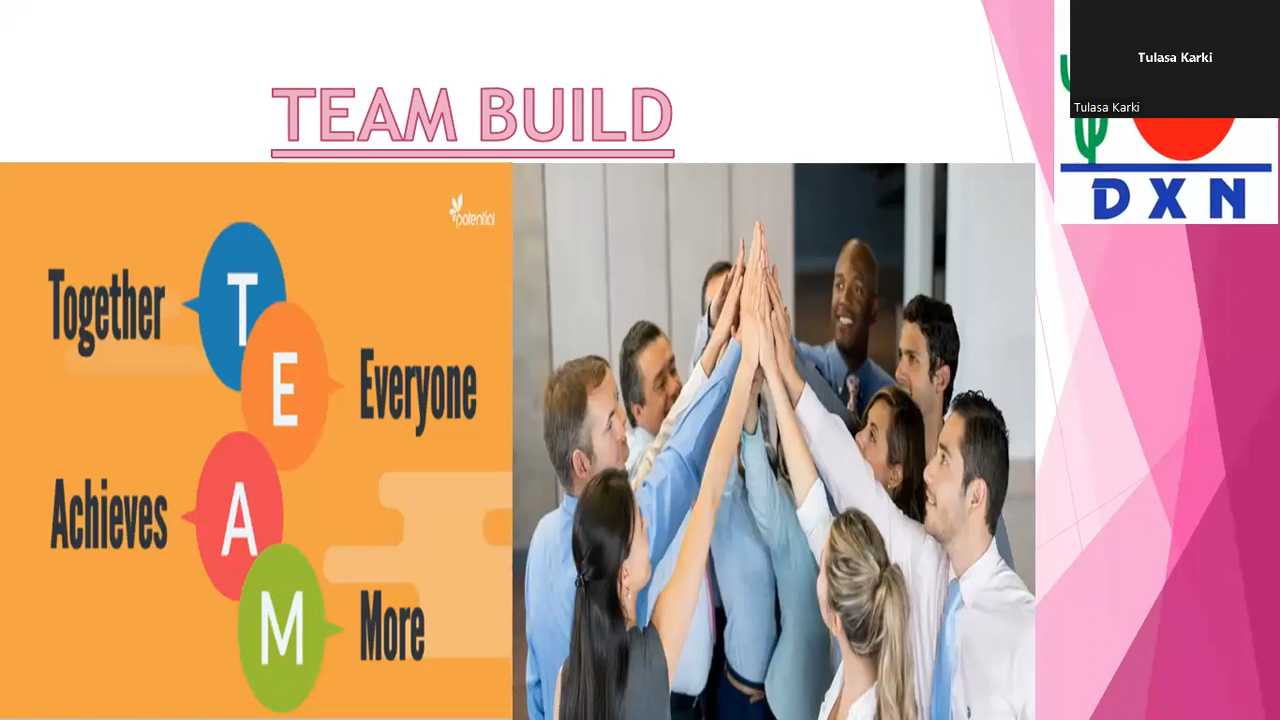 TEAM BUILD
Tulasa Karki
Tulasa Karki
DXN
potential
Together
T
E
Everyone
Achieves
A
M
More